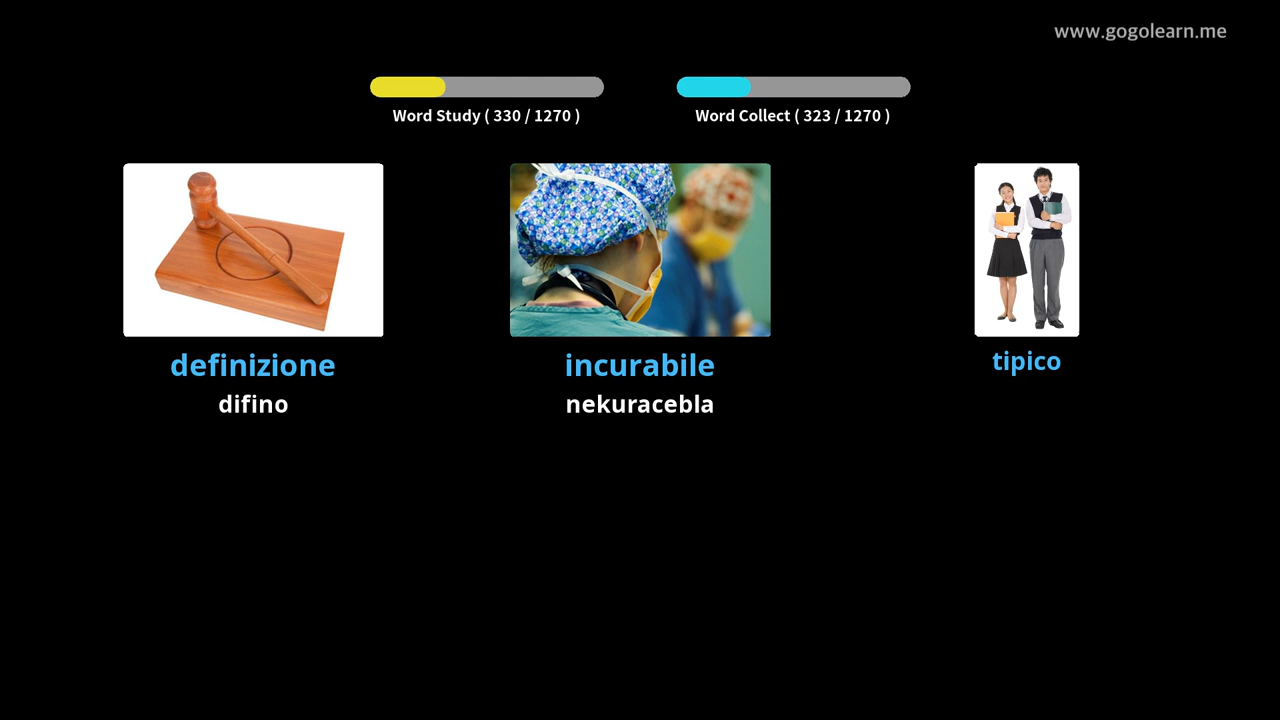 www.gogolearn.me
Word Study ( 330 / 1270 )
Word Collect ( 323 / 1270 )
definizione
difino
incurabile
nekuracebla
tipico